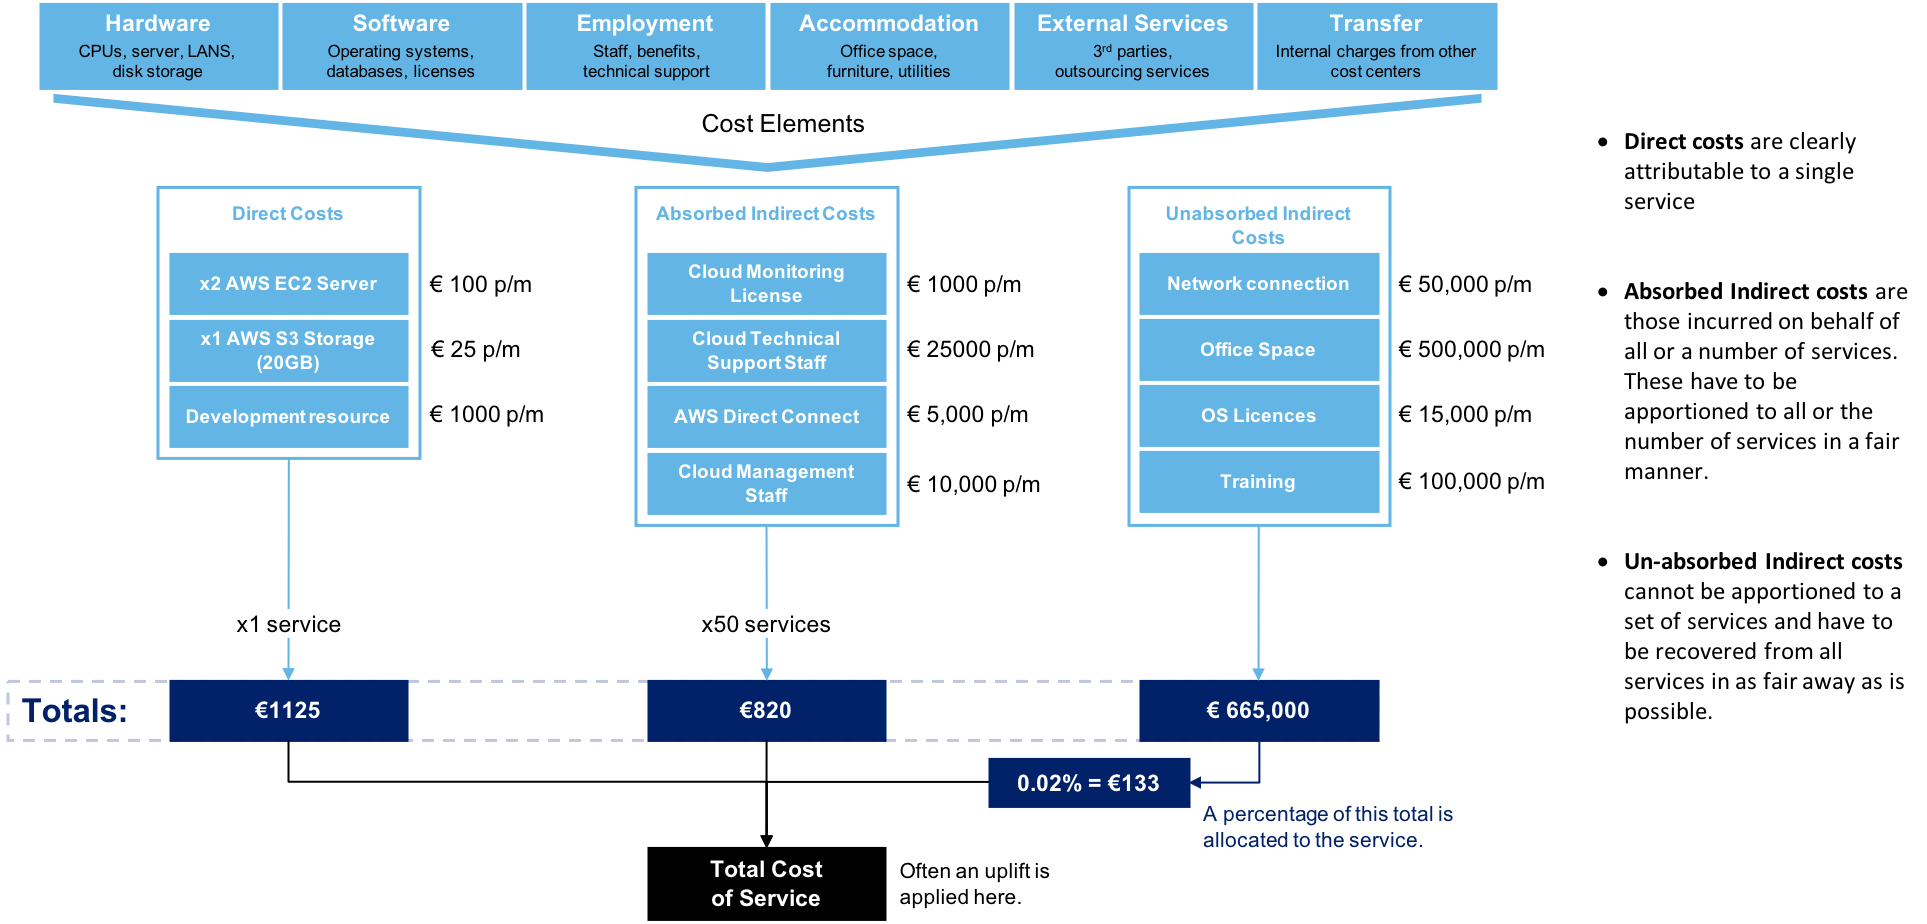 Hardware
CPUs, server, LANS,
disk storage
Software
Operating systems,
databases, licenses
Employment
Staff, benefits,
technical support
Accommodation
Office space,
furniture, utilities
External Services
3rd parties,
outsourcing services
Transfer
Internal charges from other
cost centers
Cost Elements
Direct Costs
x2 AWS EC2 Server
€ 100 p/m
x1 AWS S3 Storage
(20GB)
€ 25 p/m
Development resource
€ 1000 p/m
x1 service
Absorbed Indirect Costs
Cloud Monitoring
License
€ 1000 p/m
Cloud Technical
Support Staff
€ 25000 p/m
AWS Direct Connect
€ 5,000 p/m
Cloud Management
Staff
€ 10,000 p/m
x50 services
Unabsorbed Indirect
Costs
Network connection
€ 50,000 p/m
Office Space
€ 500,000 p/m
OS Licences
€ 15,000 p/m
Training
€ 100,000 p/m
Totals:
€1125
€820
€ 665,000
0.02% = €133
A percentage of this total is
allocated to the service.
Total Cost
of Service
Often an uplift is
applied here.
• Direct costs are clearly
attributable to a single
service
• Absorbed Indirect costs are
those incurred on behalf of
all or a number of services.
These have to be
apportioned to all or the
number of services in a fair
manner.
• Un-absorbed Indirect costs
cannot be apportioned to a
set of services and have to
be recovered from all
services in as fair away as is
possible.